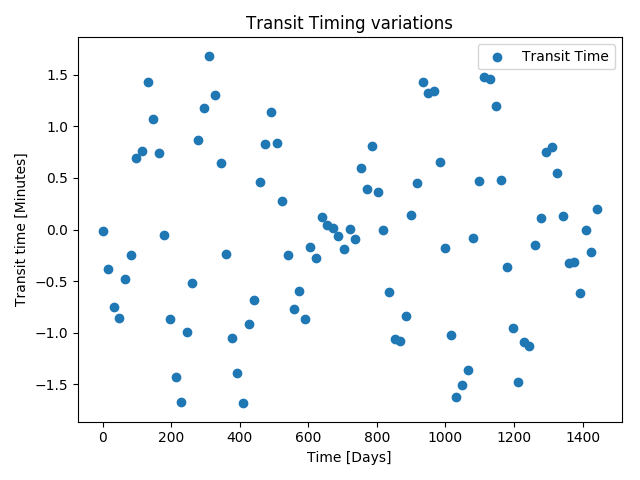 Transit Timing variations
Transit Time
Transit time [Minutes]
1.5
1.0
0.5
0.0
−0.5
−1.0
−1.5
0 200 400 600 800 1000 1200 1400
Time [Days]